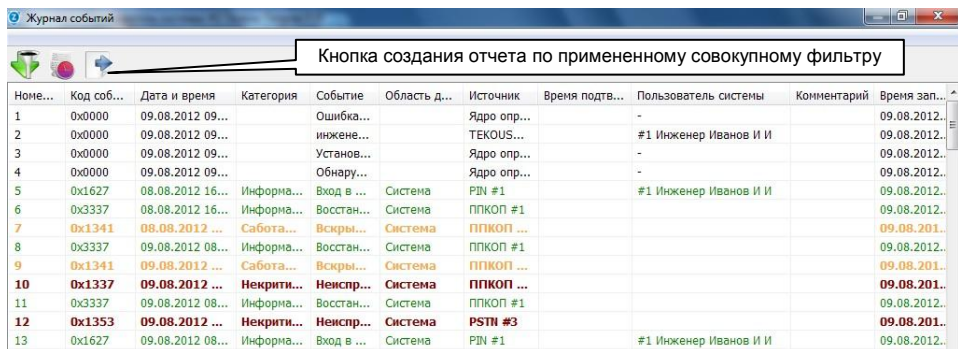 Журнал событий
Кнопка создания отчета по примененному совокупному фильтру
Номе... Код соб... Дата и время Категория Событие Область д... Источник Время подтв... Пользователь системы Комментарий Время зап...
1 0x0000 09.08.2012 09... Ошибка... Ядро опр... - 09.08.2012...
2 0x0000 09.08.2012 09... инжене... TEKOUS... #1 Инженер Иванов И И 09.08.2012...
3 0x0000 09.08.2012 09... Установ... Ядро опр... - 09.08.2012...
4 0x0000 09.08.2012 09... Обнару... Ядро опр... - 09.08.2012...
5 0x1627 08.08.2012 16... Информа... Вход в ... Система PIN #1 #1 Инженер Иванов И И 09.08.2012...
6 0x3337 08.08.2012 16... Информа... Восстан... Система ППКОП #1 09.08.2012...
7 0x1341 08.08.2012 ... Сабота... Вскры... Система ППКОП ... 09.08.201...
8 0x3337 09.08.2012 08... Информа... Восстан... Система ППКОП #1 09.08.2012...
9 0x1341 09.08.2012 ... Сабота... Вскры... Система ППКОП ... 09.08.201...
10 0x1337 09.08.2012 ... Некрити... Неиспр... Система ППКОП ... 09.08.201...
11 0x3337 09.08.2012 08... Информа... Восстан... Система ППКОП #1 09.08.2012...
12 0x1353 09.08.2012 ... Некрити... Неиспр... Система PSTN #3 09.08.201...
13 0x1627 09.08.2012 08... Информа... Вход в ... Система PIN #1 #1 Инженер Иванов И И 09.08.2012...